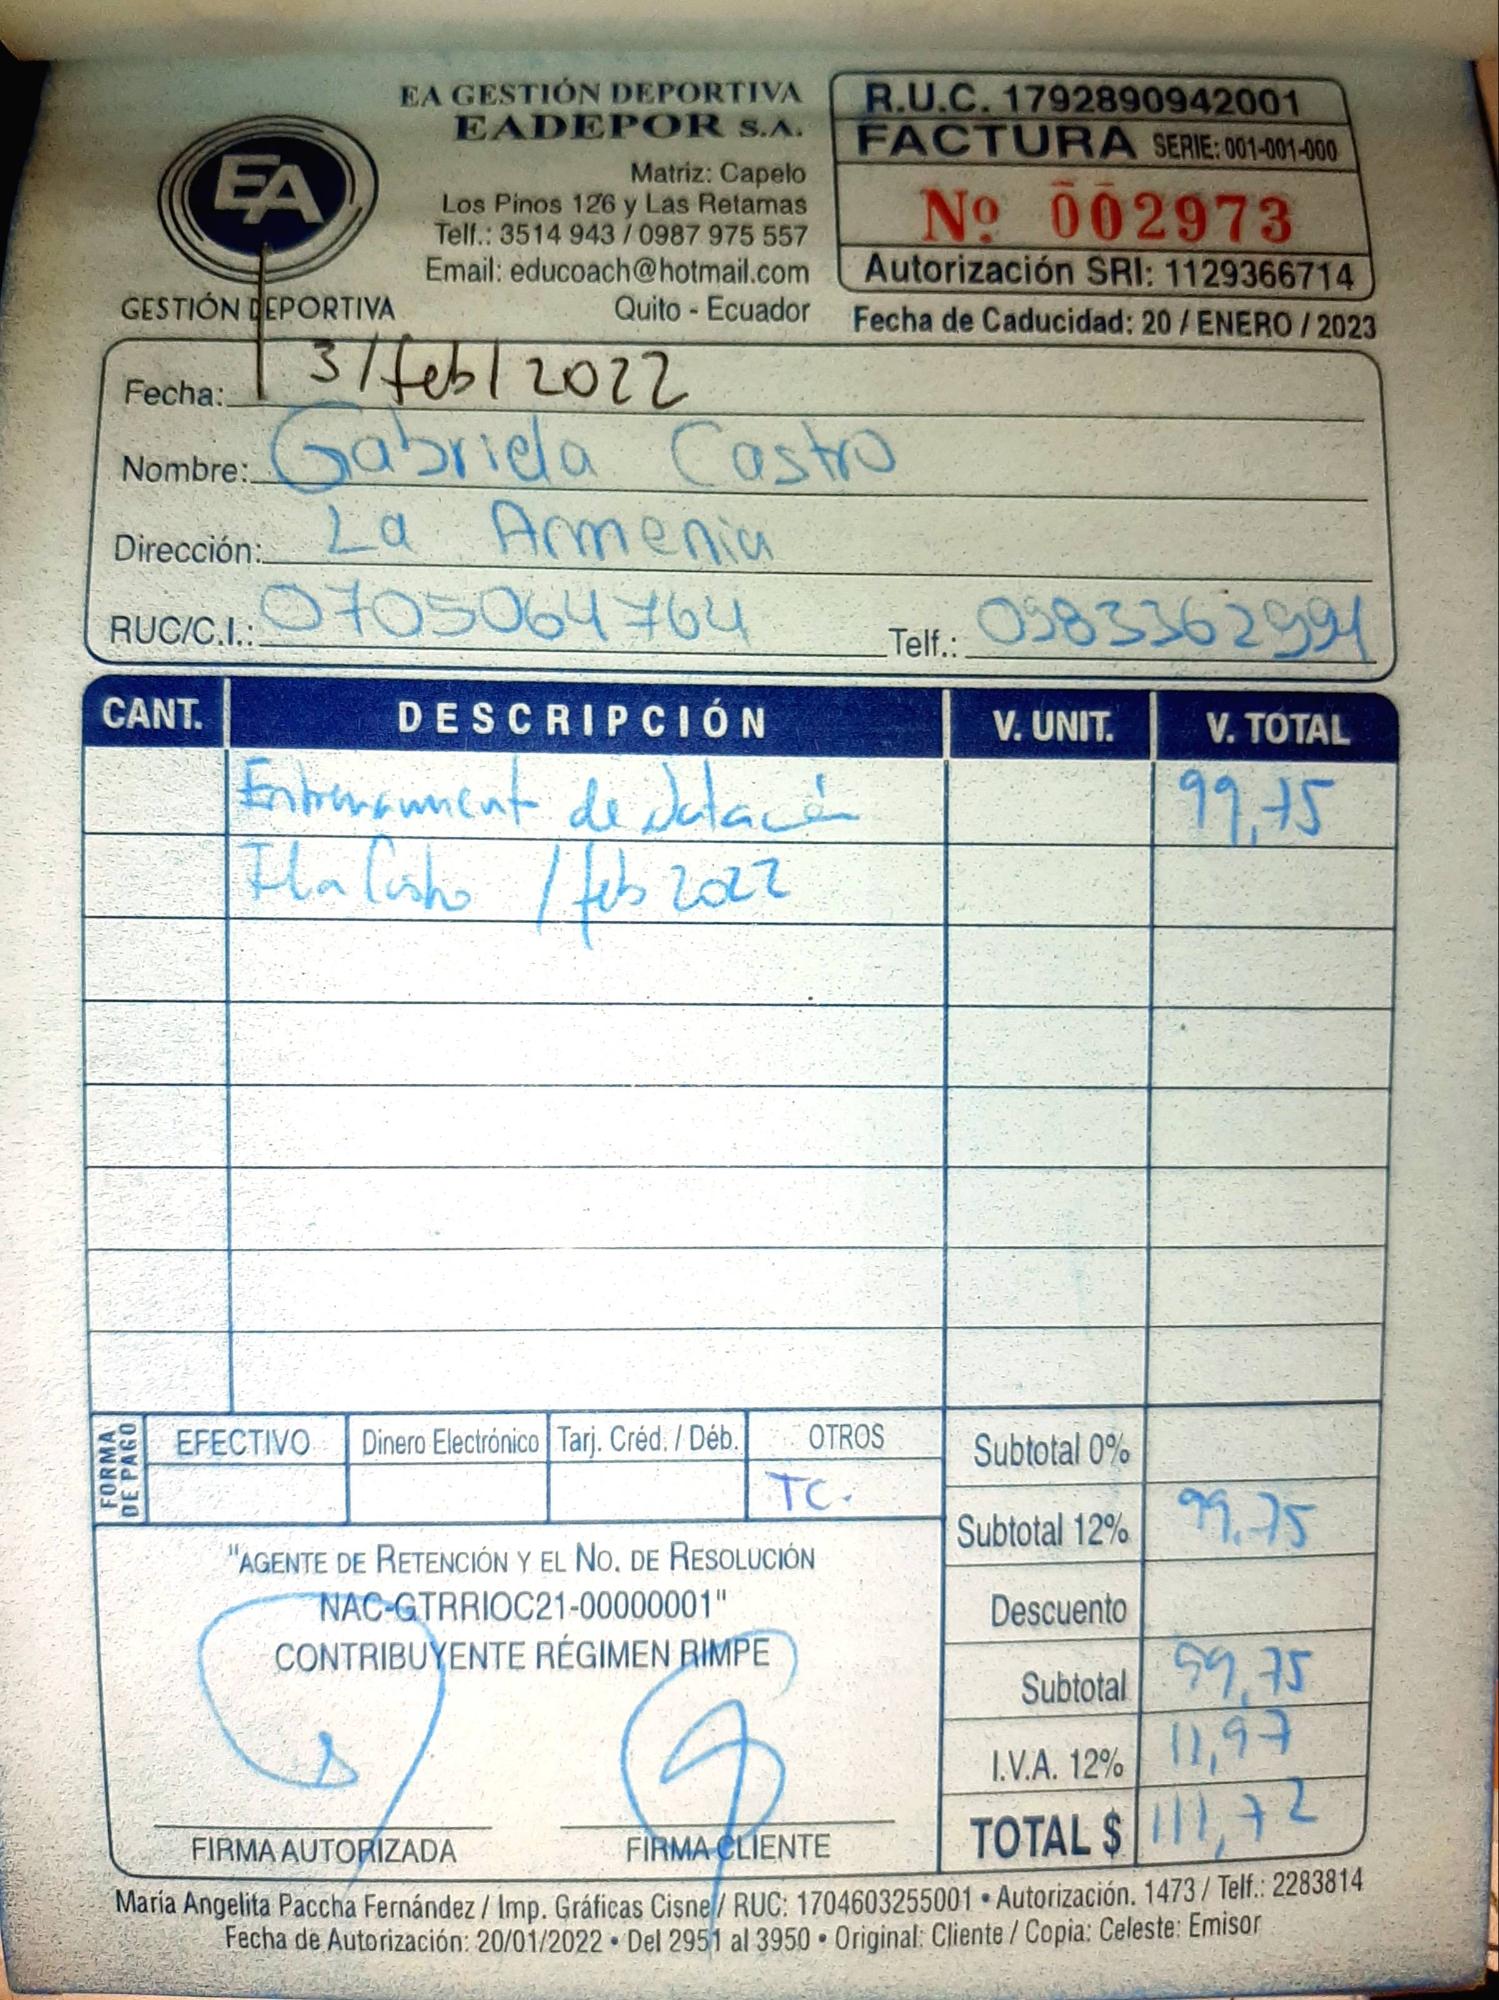 EA GESTIÓN DEPORTIVA
EADEPOR S.A.
EA
GESTIÓN DEPORTIVA
Matriz: Capelo
Los Pinos 126 y Las Retamas
Telf.: 3514 943 / 0987 975 557
Email: educoach@hotmail.com
Quito - Ecuador
R.U.C. 1792890942001
FACTURA SERIE: 001-001-000
Nº 002973
Autorización SRI: 1129366714
Fecha de Caducidad: 20 / ENERO / 2023
Fecha: 3/feb/2022
Nombre: Gabriela Castro
Dirección: La Armenia
RUC/C.I.: 0705064764 Telf.: 0983362994
CANT. DESCRIPCIÓN V. UNIT. V. TOTAL
Entrenamient de Natación 99,75
Castro / feb 2022
FORMA DE PAGO EFECTIVO Dinero Electrónico Tarj. Créd. / Déb. OTROS
TC.
Subtotal 0%
Subtotal 12% 99.75
Descuento
Subtotal 99,75
I.V.A. 12% 11,97
TOTAL $ 111,72
"AGENTE DE RETENCIÓN Y EL NO. DE RESOLUCIÓN
NAC-GTRRIOC21-00000001"
CONTRIBUYENTE RÉGIMEN RIMPE
FIRMA AUTORIZADA FIRMA CLIENTE
María Angelita Paccha Fernández / Imp. Gráficas Cisne / RUC: 1704603255001 • Autorización. 1473 / Telf.: 2283814
Fecha de Autorización: 20/01/2022 • Del 2951 al 3950 • Original: Cliente / Copia: Celeste: Emisor